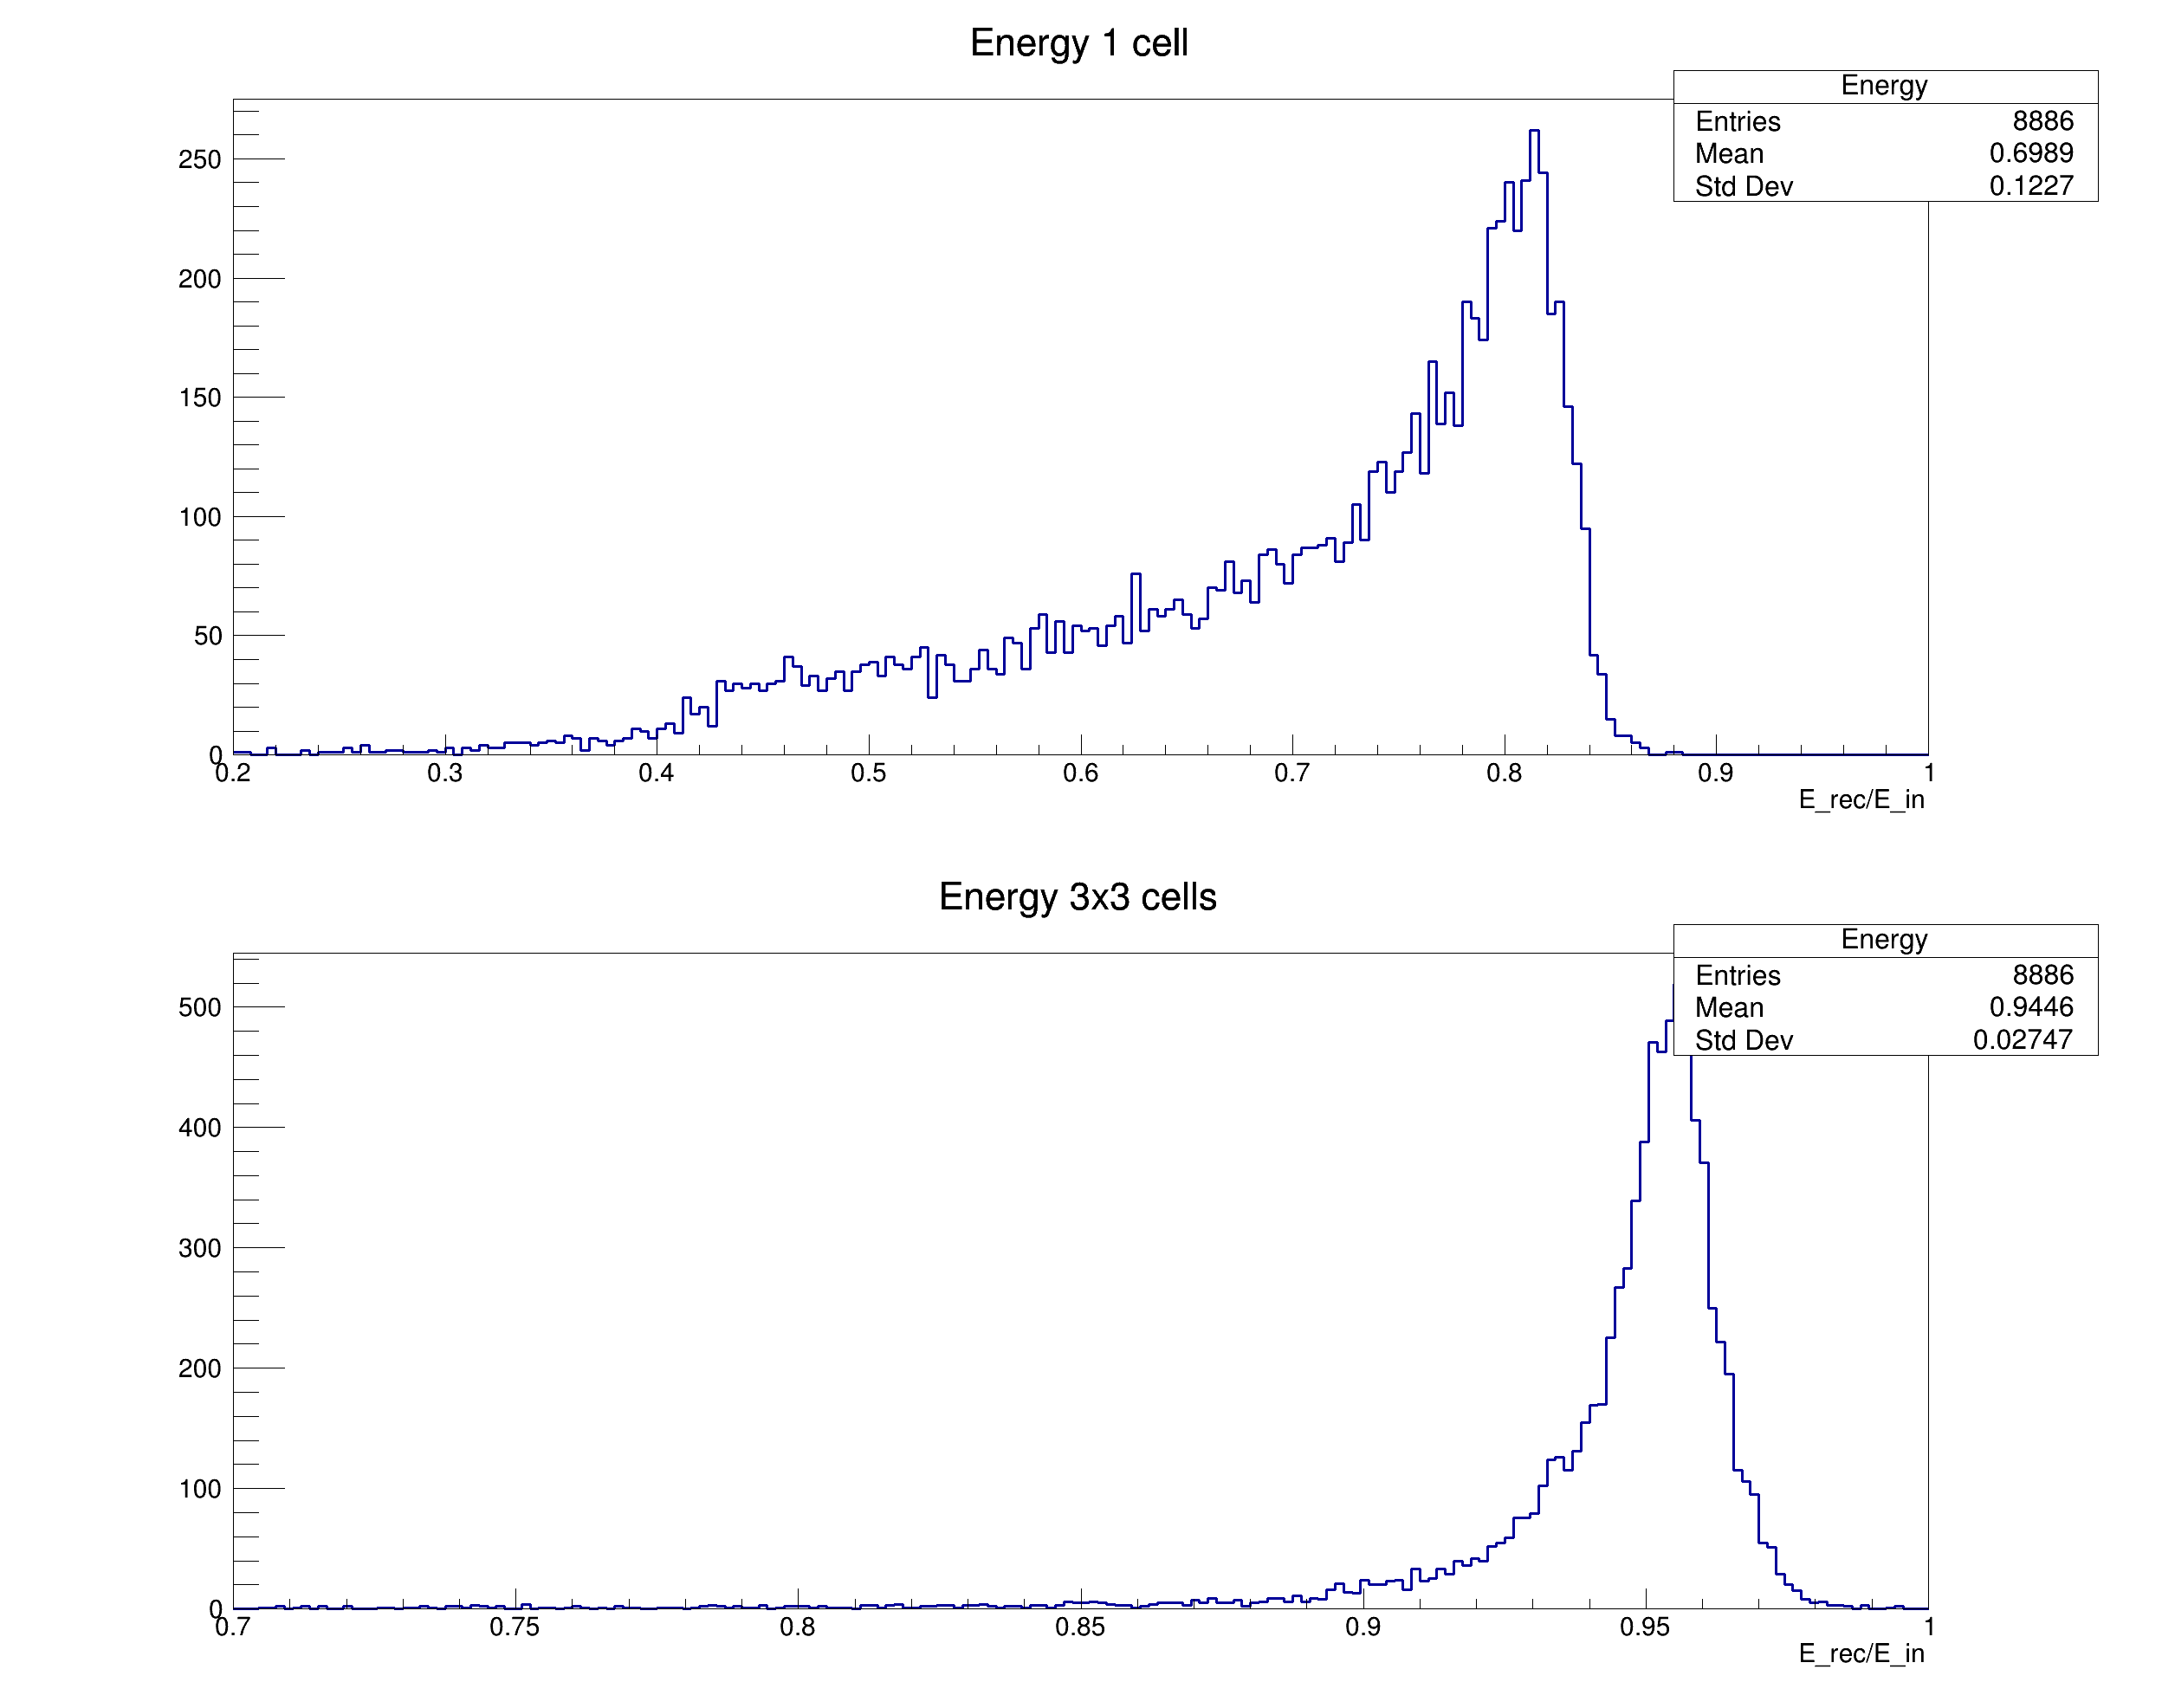 Energy 1 cell
Energy
Entries 8886
Mean 0.6989
Std Dev 0.1227
250
200
150
100
50
0
0.2 0.3 0.4 0.5 0.6 0.7 0.8 0.9 1
E_rec/E_in
Energy 3x3 cells
Energy
Entries 8886
Mean 0.9446
Std Dev 0.02747
500
400
300
200
100
0
0.7 0.75 0.8 0.85 0.9 0.95 1
E_rec/E_in